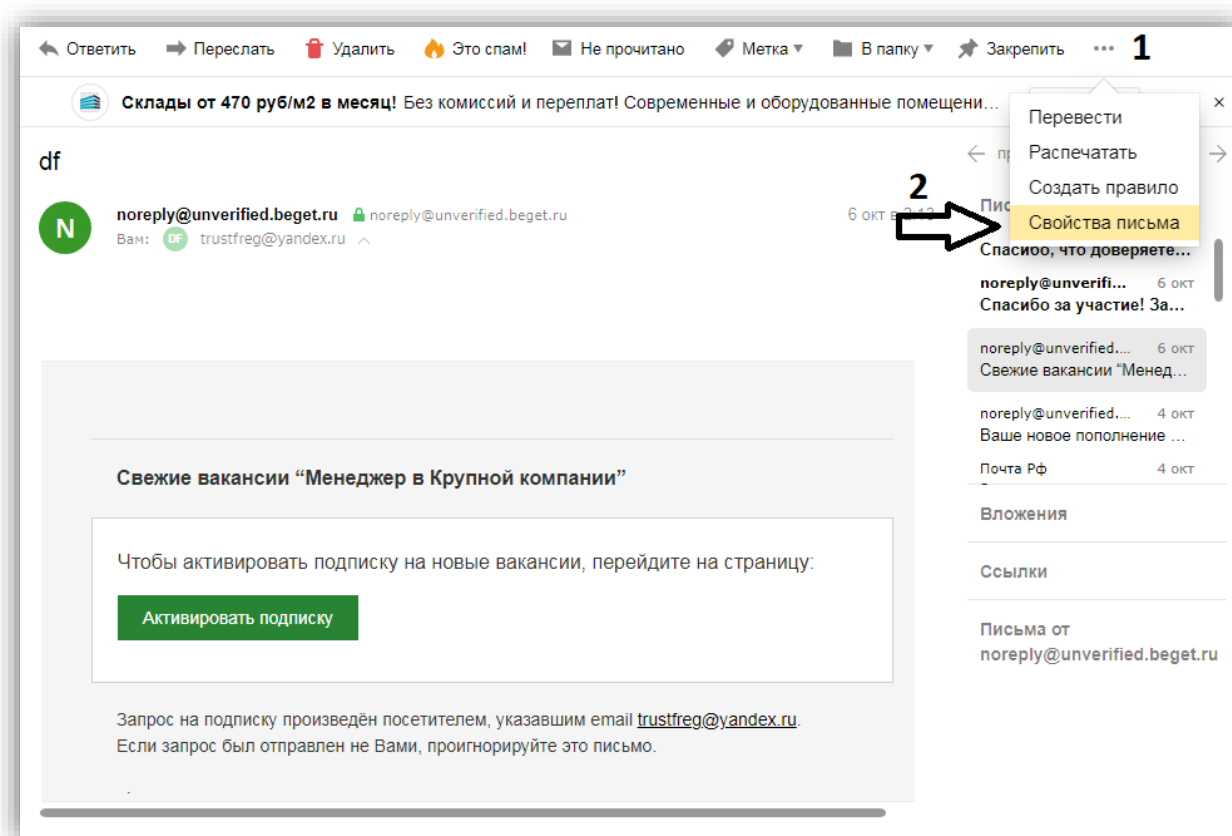 Ответить Переслать Удалить Это спам! Не прочитано Метка В папку Закрепить ... 1
Склады от 470 руб/м2 в месяц! Без комиссий и переплат! Современные и оборудованные помещени...
Перевести
Распечатать
Создать правило
Свойства письма
2
df
N
noreply@unverified.beget.ru noreply@unverified.beget.ru 6 окт в
Вам: DF trustfreg@yandex.ru
Свежие вакансии “Менеджер в Крупной компании”
Чтобы активировать подписку на новые вакансии, перейдите на страницу:
Активировать подписку
Запрос на подписку произведён посетителем, указавшим email trustfreg@yandex.ru.
Если запрос был отправлен не Вами, проигнорируйте это письмо.
Спасибо, что доверяете...
noreply@unverifi... 6 окт
Спасибо за участие! За...
noreply@unverified.... 6 окт
Свежие вакансии “Менед...
noreply@unverified.... 4 окт
Ваше новое пополнение ...
Почта Рф 4 окт
Вложения
Ссылки
Письма от
noreply@unverified.beget.ru